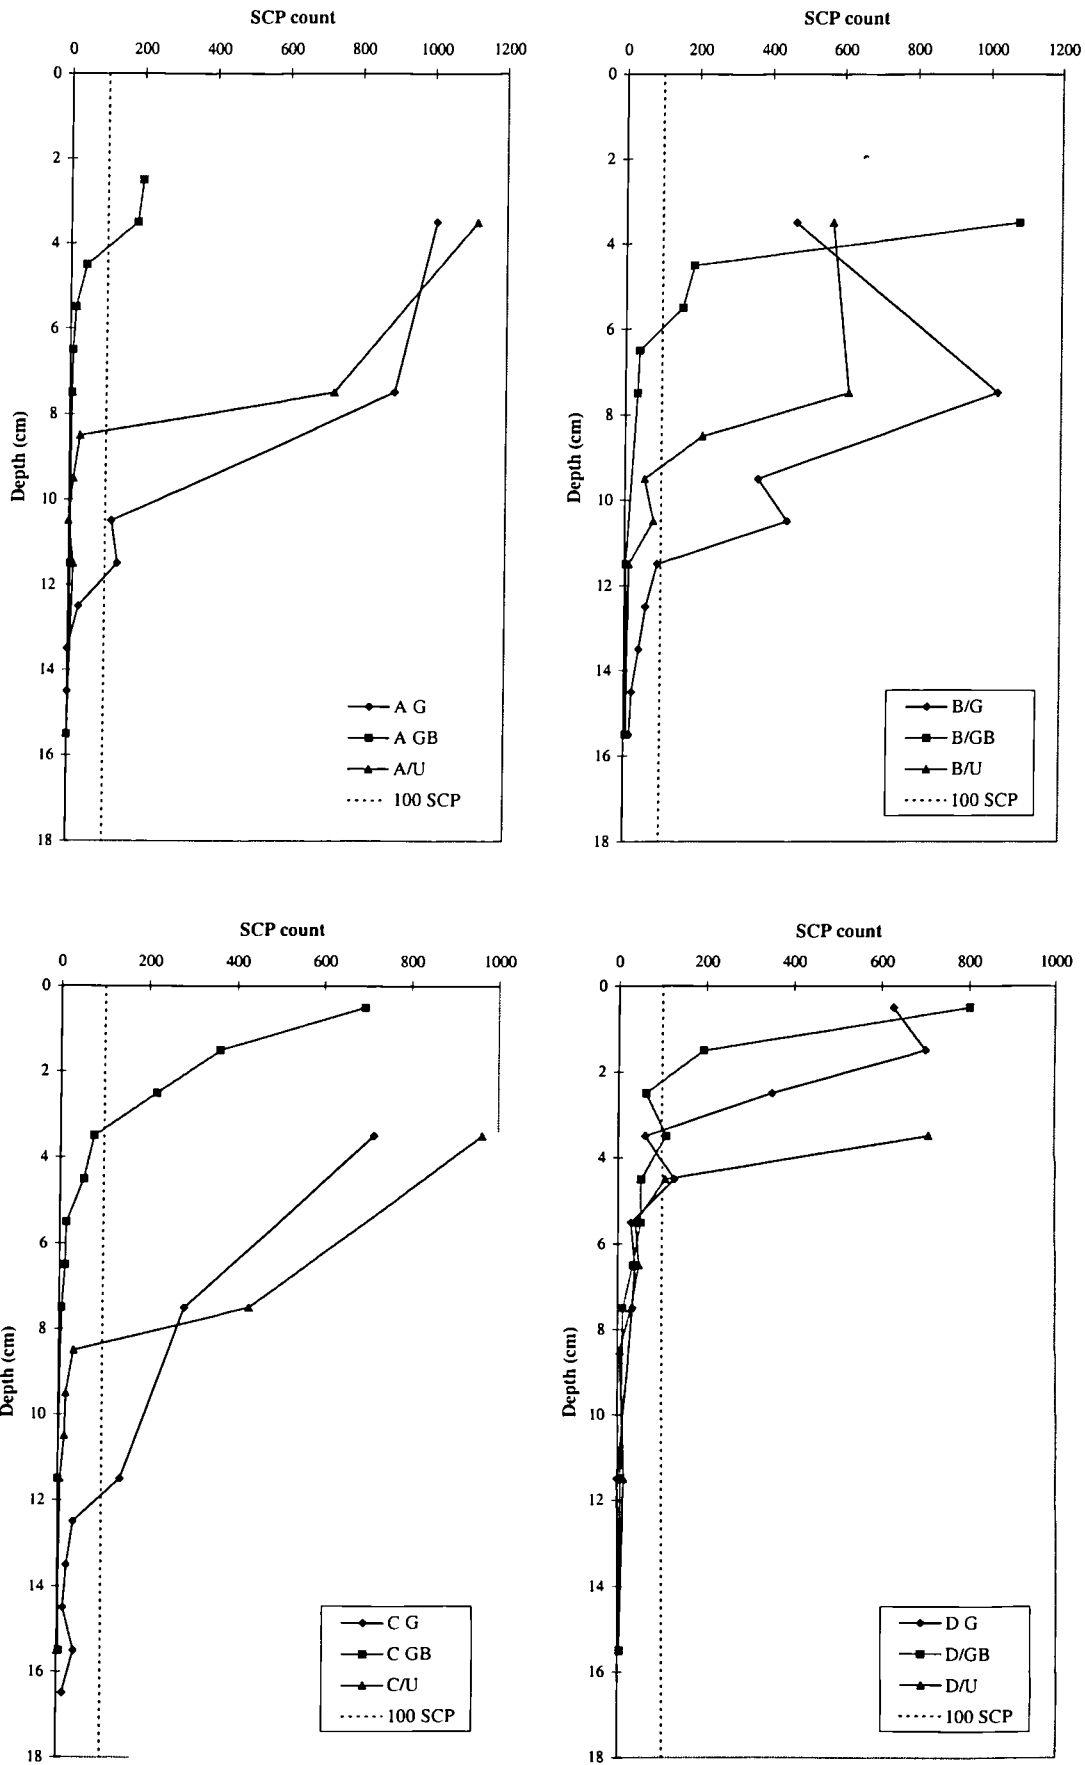 SCP count
0 200 400 600 800 1000 1200
0
2
4
6
8
10
12
14
16
18
Depth (cm)
A G
A GB
A/U
100 SCP
SCP count
0 200 400 600 800 1000 1200
0
2
4
6
8
10
12
14
16
18
Depth (cm)
B/G
B/GB
B/U
100 SCP
SCP count
0 200 400 600 800 1000
0
2
4
6
8
10
12
14
16
18
Depth (cm)
C G
C GB
C/U
100 SCP
SCP count
0 200 400 600 800 1000
0
2
4
6
8
10
12
14
16
18
Depth (cm)
D G
D/GB
D/U
100 SCP